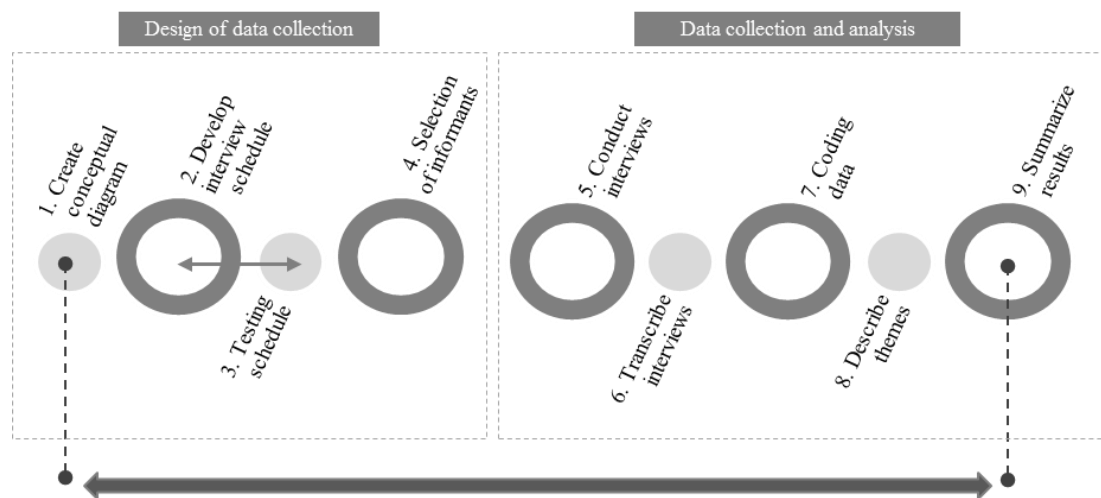 Design of data collection
Data collection and analysis
1. Create
conceptual
diagram
2. Develop
interview
schedule
3. Testing
schedule
4. Selection
of informants
5. Conduct
interviews
6. Transcribe
interviews
7. Coding
data
8. Describe
themes
9. Summarize
results